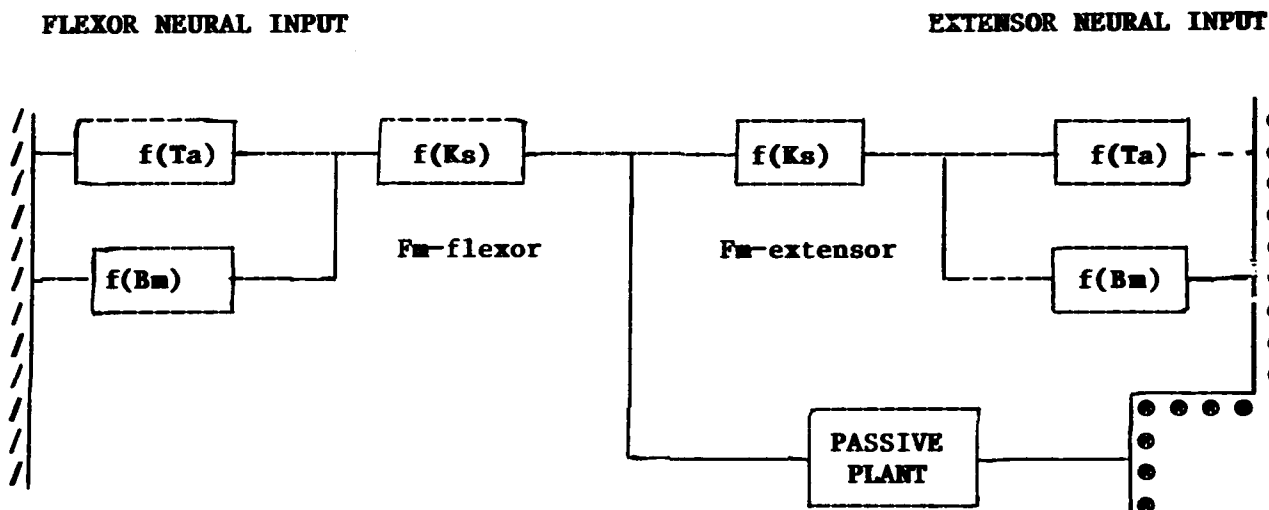 FLEXOR NEURAL INPUT
EXTENSOR NEURAL INPUT
f(Ta)
f(Ks)
f(Ks)
f(Ta)
Fm-flexor
Fm-extensor
f(Bm)
f(Bm)
PASSIVE
PLANT